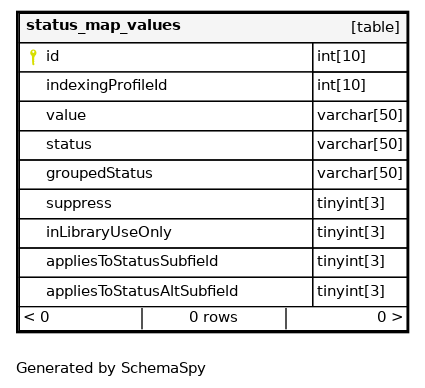 status_map_values [table]
id int[10]
indexingProfileId int[10]
value varchar[50]
status varchar[50]
groupedStatus varchar[50]
suppress tinyint[3]
inLibraryUseOnly tinyint[3]
appliesToStatusSubfield tinyint[3]
appliesToStatusAltSubfield tinyint[3]
< 0 0 rows 0 >
Generated by SchemaSpy